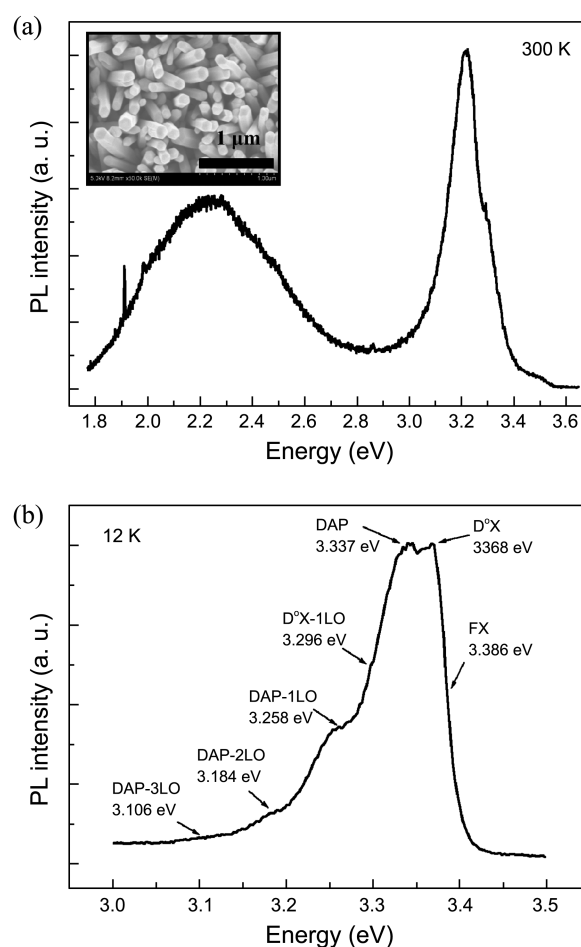 (a)
300 K
1 μm
PL intensity (a. u.)
1.8 2.0 2.2 2.4 2.6 2.8 3.0 3.2 3.4 3.6
Energy (eV)
(b)
12 K
DAP
3.337 eV
D°X
3368 eV
D°X-1LO
3.296 eV
FX
3.386 eV
DAP-1LO
3.258 eV
DAP-2LO
3.184 eV
DAP-3LO
3.106 eV
PL intensity (a. u.)
3.0 3.1 3.2 3.3 3.4 3.5
Energy (eV)